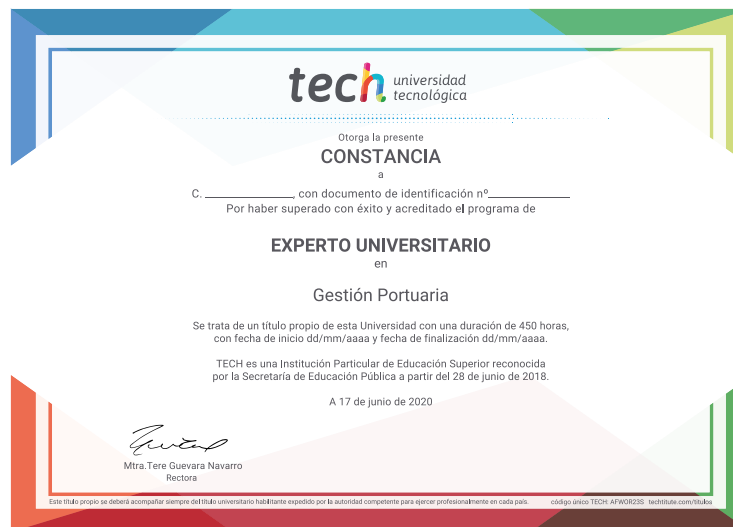 tech universidad
tecnológica
Otorga la presente
CONSTANCIA
a
C. ______________, con documento de identificación nº______________
Por haber superado con éxito y acreditado el programa de
EXPERTO UNIVERSITARIO
en
Gestión Portuaria
Se trata de un título propio de esta Universidad con una duración de 450 horas,
con fecha de inicio dd/mm/aaaa y fecha de finalización dd/mm/aaaa.
TECH es una Institución Particular de Educación Superior reconocida
por la Secretaría de Educación Pública a partir del 28 de junio de 2018.
A 17 de junio de 2020
Mtra.Tere Guevara Navarro
Rectora
Este título propio se deberá acompañar siempre del título universitario habilitante expedido por la autoridad competente para ejercer profesionalmente en cada país. código único TECH: AFWOR23S techtitute.com/titulos